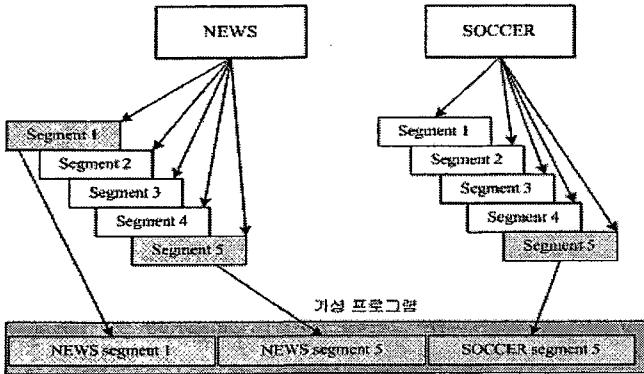 NEWS
SOCCER
Segment 1
Segment 2
Segment 3
Segment 4
Segment 5
Segment 1
Segment 2
Segment 3
Segment 4
Segment 5
가상 프로그램
NEWS segment 1
NEWS segment 5
SOCCER segment 5